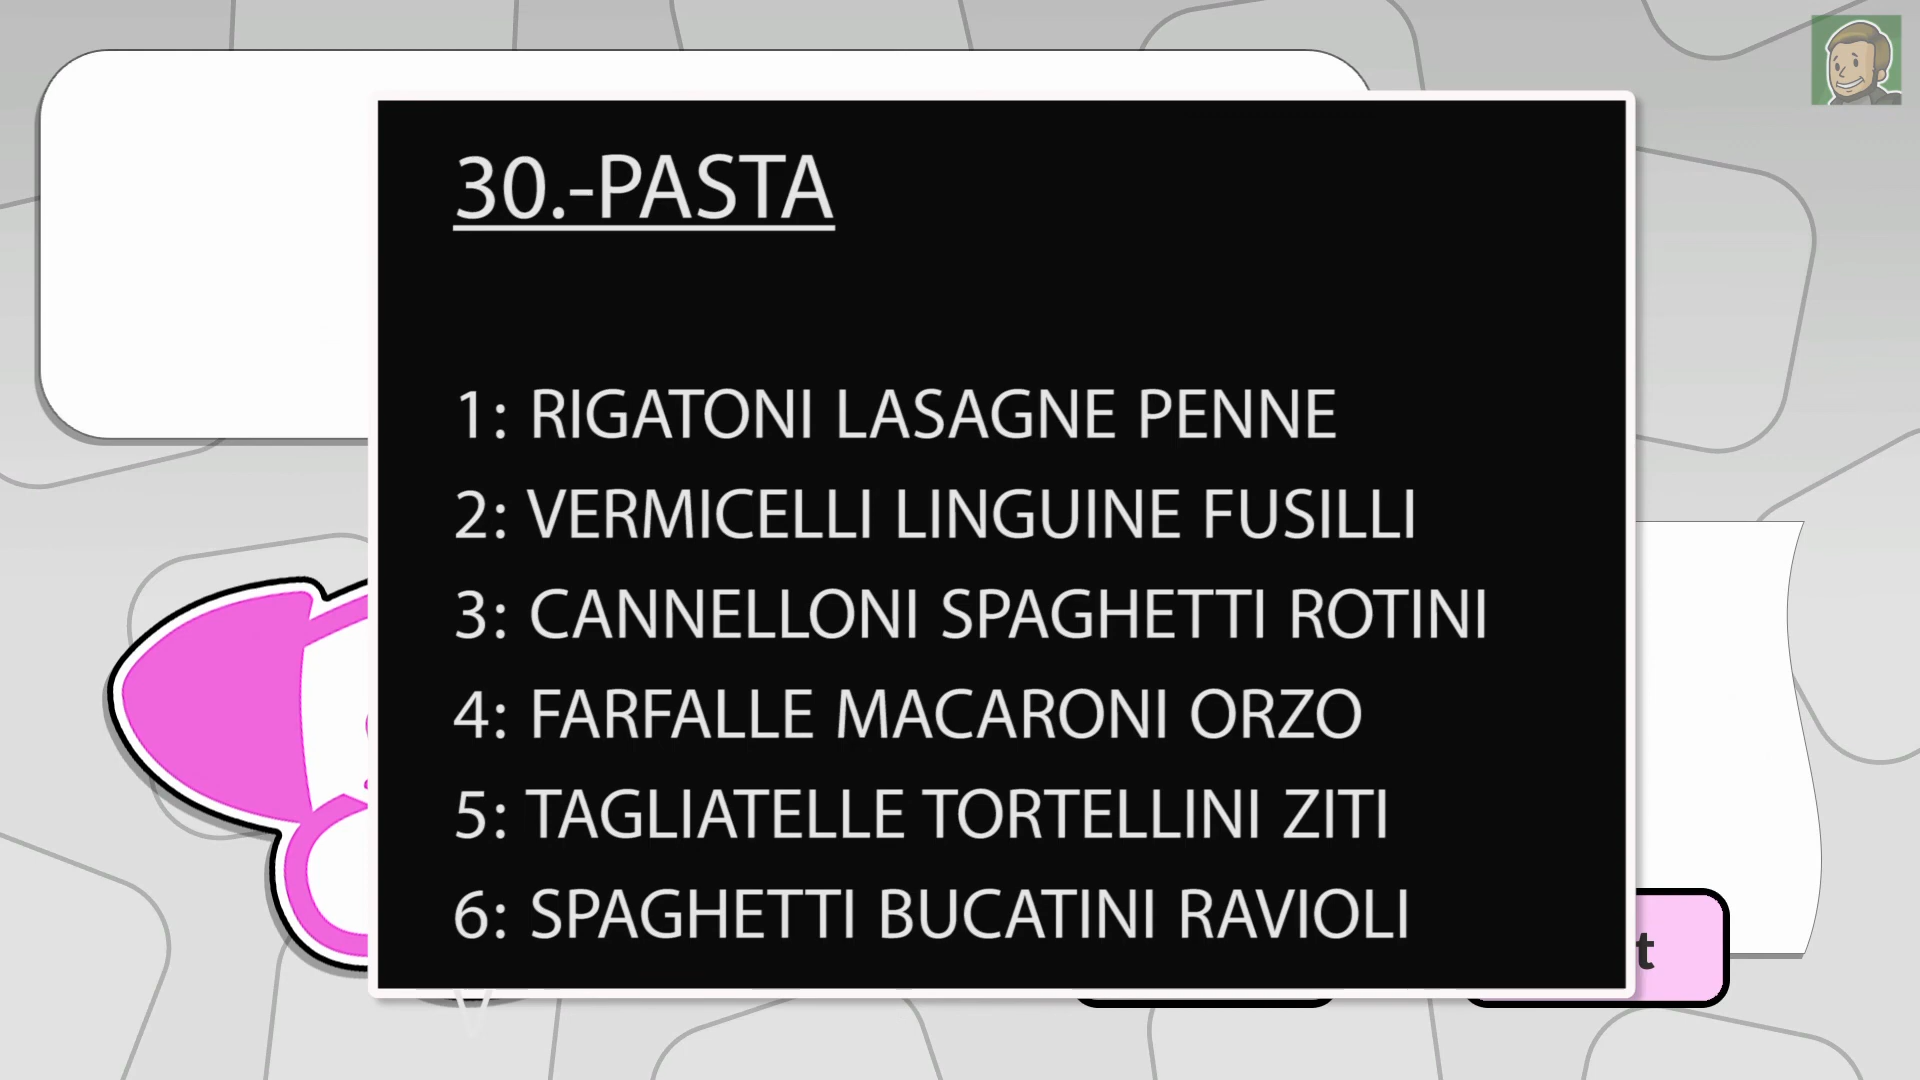 30.-PASTA
1: RIGATONI LASAGNE PENNE
2: VERMICELLI LINGUINE FUSILLI
3: CANNELLONI SPAGHETTI ROTINI
4: FARFALLE MACARONI ORZO
5: TAGLIATELLE TORTELLINI ZITI
6: SPAGHETTI BUCATINI RAVIOLI